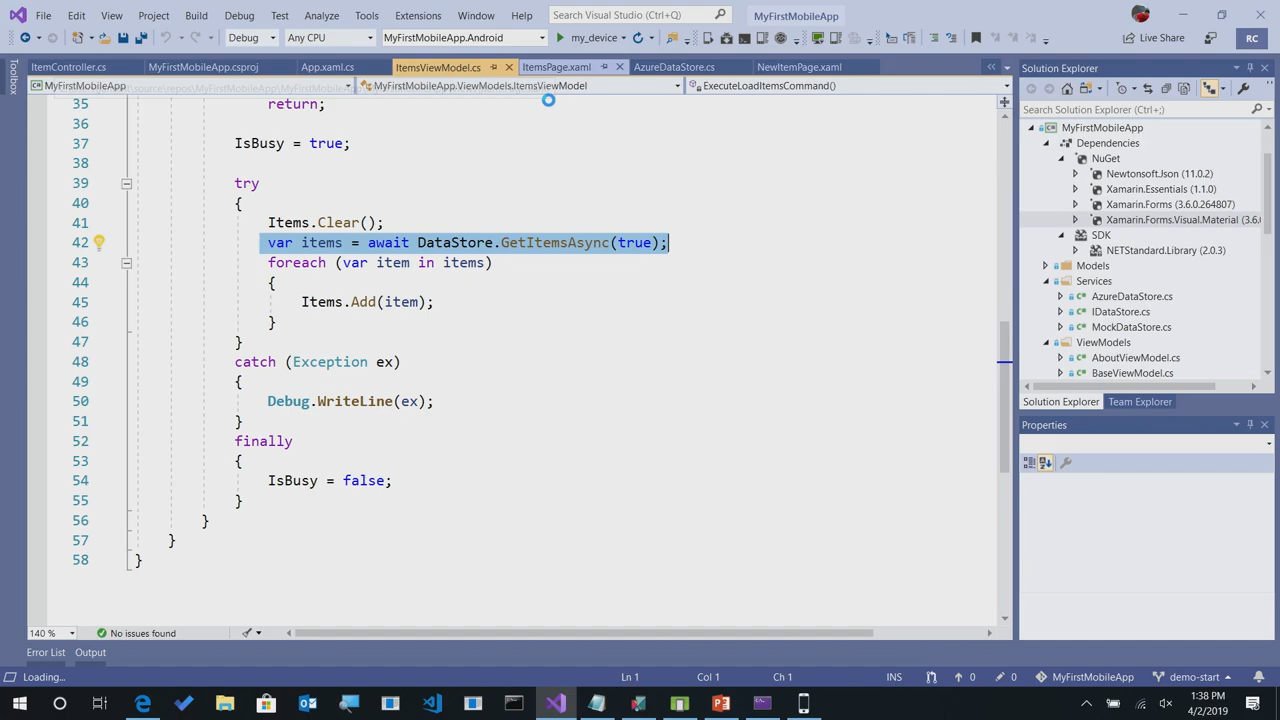 File Edit View Project Build Debug Test Analyze Tools Extensions Window Help Search Visual Studio MyFirstMobileApp
Debug Any CPU MyFirstMobileApp.Android my_device Live Share RC
Toolbox
ItemController.cs MyFirstMobileApp.csproj App.xaml.cs ItemsViewModel.cs ItemsPage.xaml AzureDataStore.cs NewItemPage.xaml
MyFirstMobileApp MyFirstMobileApp.ViewModels.ItemsViewModel ExecuteLoadItemsCommand()
35 return;
36
37 IsBusy = true;
38
39 try
40 {
41 Items.Clear();
42 var items = await DataStore.GetItemsAsync(true);
43 foreach (var item in items)
44 {
45 Items.Add(item);
46 }
47 }
48 catch (Exception ex)
49 {
50 Debug.WriteLine(ex);
51 }
52 finally
53 {
54 IsBusy = false;
55 }
56 }
57 }
58 }
140 % No issues found
Error List Output
Solution Explorer
Search Solution Explorer (Ctrl+;)
MyFirstMobileApp
Dependencies
NuGet
Newtonsoft.Json (11.0.2)
Xamarin.Essentials (1.1.0)
Xamarin.Forms (3.6.0.264807)
Xamarin.Forms.Visual.Material (3.6.
SDK
NETStandard.Library (2.0.3)
Models
Services
AzureDataStore.cs
IDataStore.cs
MockDataStore.cs
ViewModels
AboutViewModel.cs
BaseViewModel.cs
Solution Explorer Team Explorer
Properties
Loading... Ln 1 Col 1 Ch 1 INS 0 0 MyFirstMobileApp demo-start
1:38 PM
4/2/2019